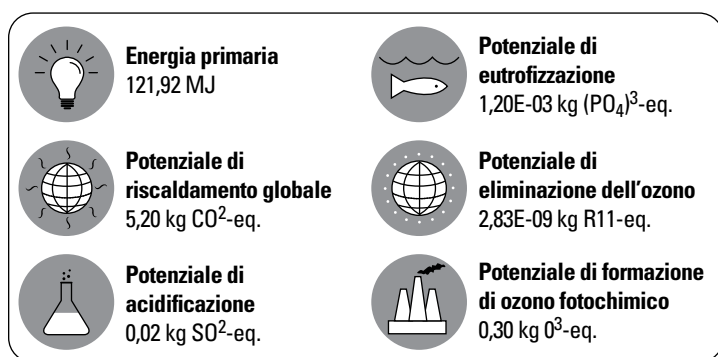 Energia primaria
121,92 MJ
Potenziale di
eutrofizzazione
1,20E-03 kg (PO₄)³-eq.
Potenziale di
riscaldamento globale
5,20 kg CO²-eq.
Potenziale di
eliminazione dell'ozono
2,83E-09 kg R11-eq.
Potenziale di
acidificazione
0,02 kg SO²-eq.
Potenziale di formazione
di ozono fotochimico
0,30 kg 0³-eq.